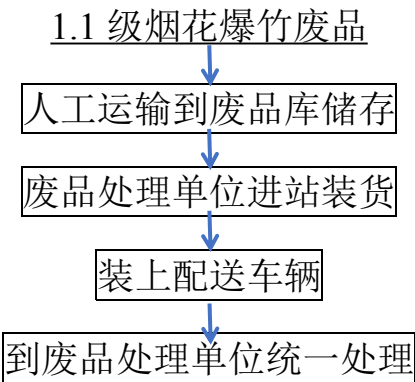 1.1 级烟花爆竹废品
人工运输到废品库储存
废品处理单位进站装货
装上配送车辆
到废品处理单位统一处理